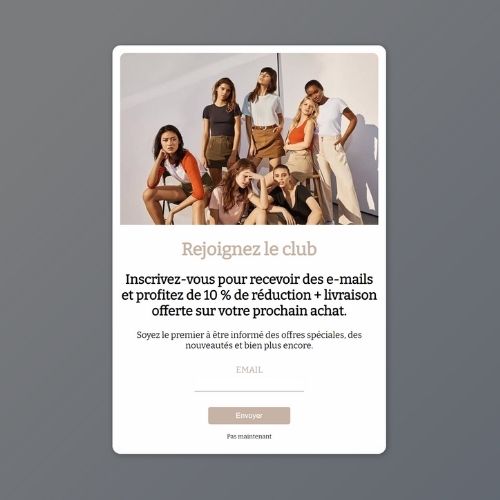 Rejoignez le club
Inscrivez-vous pour recevoir des e-mails
et profitez de 10 % de réduction + livraison
offerte sur votre prochain achat.
Soyez le premier à être informé des offres spéciales, des
nouveautés et bien plus encore.
EMAIL
Envoyer
Pas maintenant